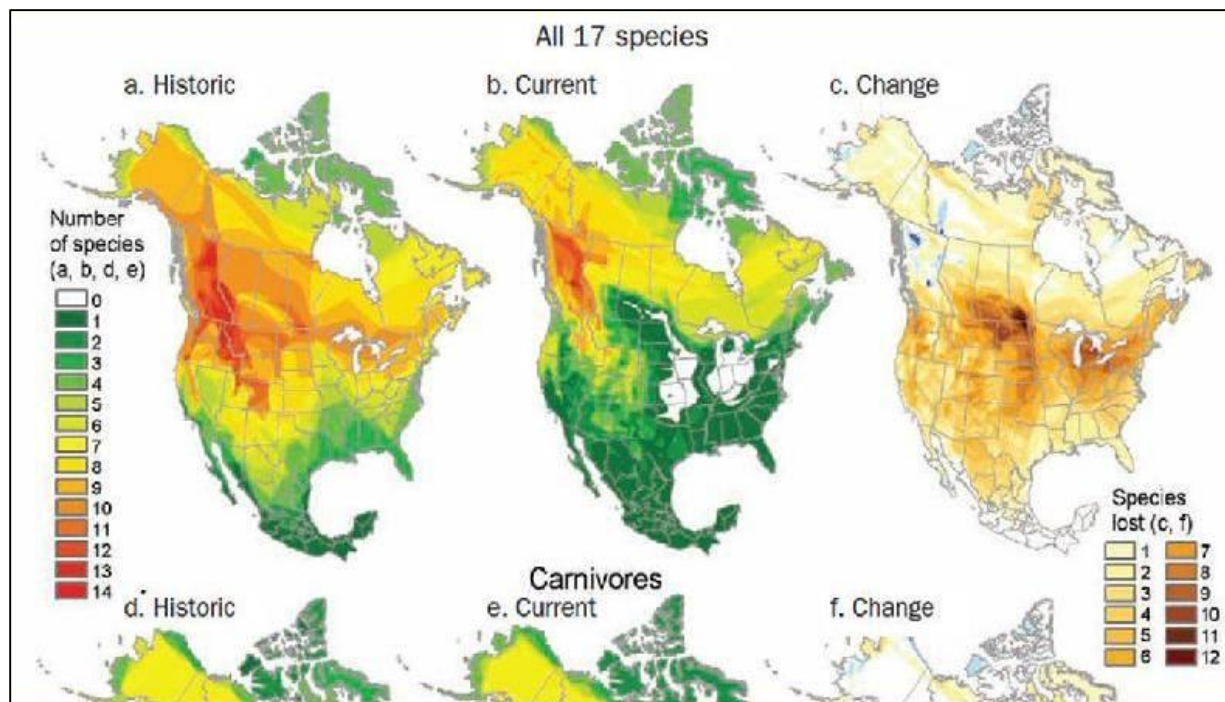 All 17 species
a. Historic
b. Current
c. Change
Number
of species
(a, b, d, e)
0
1
2
3
4
5
6
7
8
9
10
11
12
13
14
Species
lost (c, f)
1
2
3
4
5
6
7
8
9
10
11
12
Carnivores
d. Historic
e. Current
f. Change